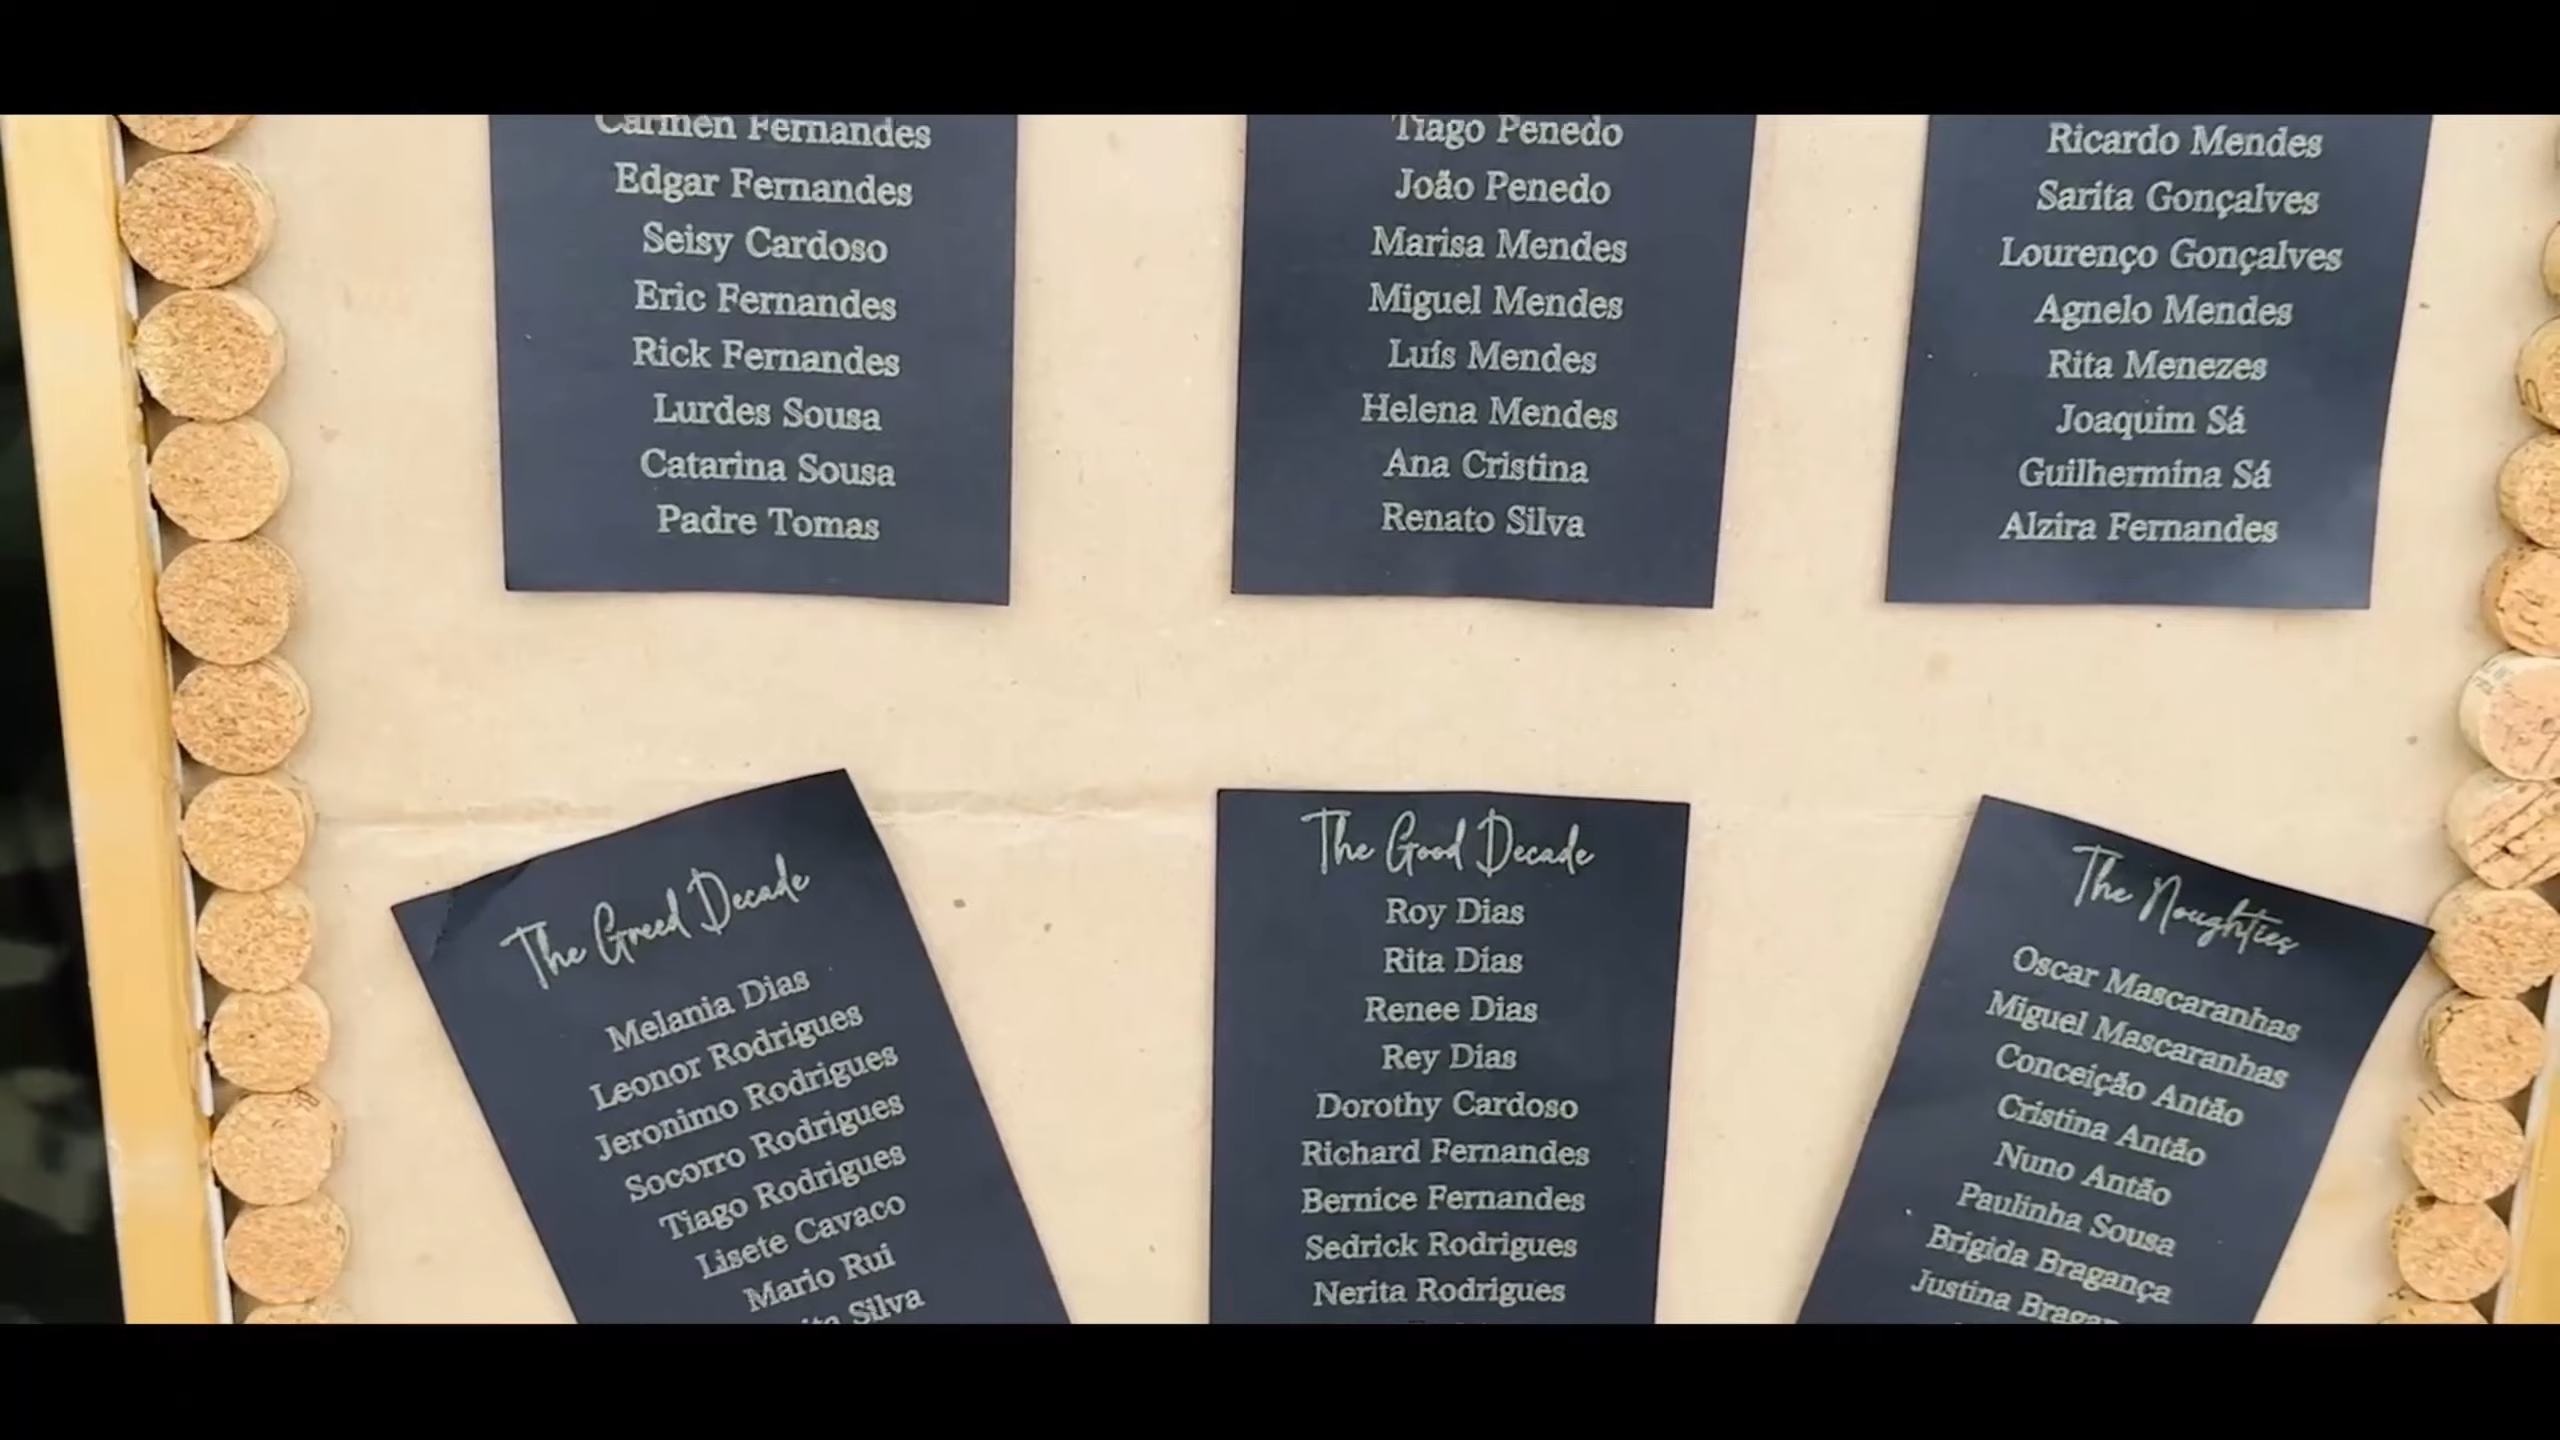 Carmen Fernandes
Edgar Fernandes
Seisy Cardoso
Eric Fernandes
Rick Fernandes
Lurdes Sousa
Catarina Sousa
Padre Tomas
Tiago Penedo
João Penedo
Marisa Mendes
Miguel Mendes
Luís Mendes
Helena Mendes
Ana Cristina
Renato Silva
Ricardo Mendes
Sarita Gonçalves
Lourenço Gonçalves
Agnelo Mendes
Rita Menezes
Joaquim Sá
Guilhermina Sá
Alzira Fernandes
The Greed Decade
Melania Dias
Leonor Rodrigues
Jeronimo Rodrigues
Socorro Rodrigues
Tiago Rodrigues
Lisete Cavaco
Mario Rui
Silva
The Good Decade
Roy Dias
Rita Dias
Renee Dias
Rey Dias
Dorothy Cardoso
Richard Fernandes
Bernice Fernandes
Sedrick Rodrigues
Nerita Rodrigues
The Noughties
Oscar Mascaranhas
Miguel Mascaranhas
Conceição Antão
Cristina Antão
Nuno Antão
Paulinha Sousa
Brigida Bragança
Justina